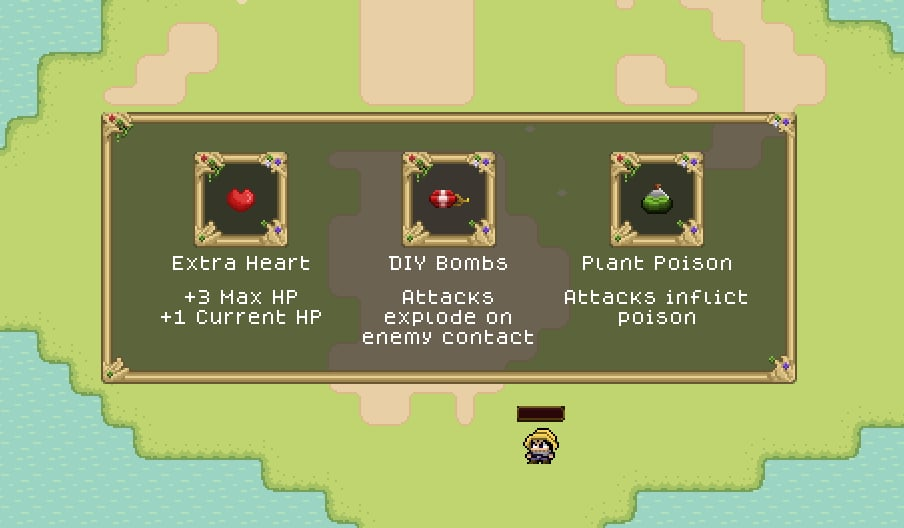 Extra Heart
+3 Max HP
+1 Current HP
DIY Bombs
Attacks
explode on
enemy contact
Plant Poison
Attacks inflict
poison